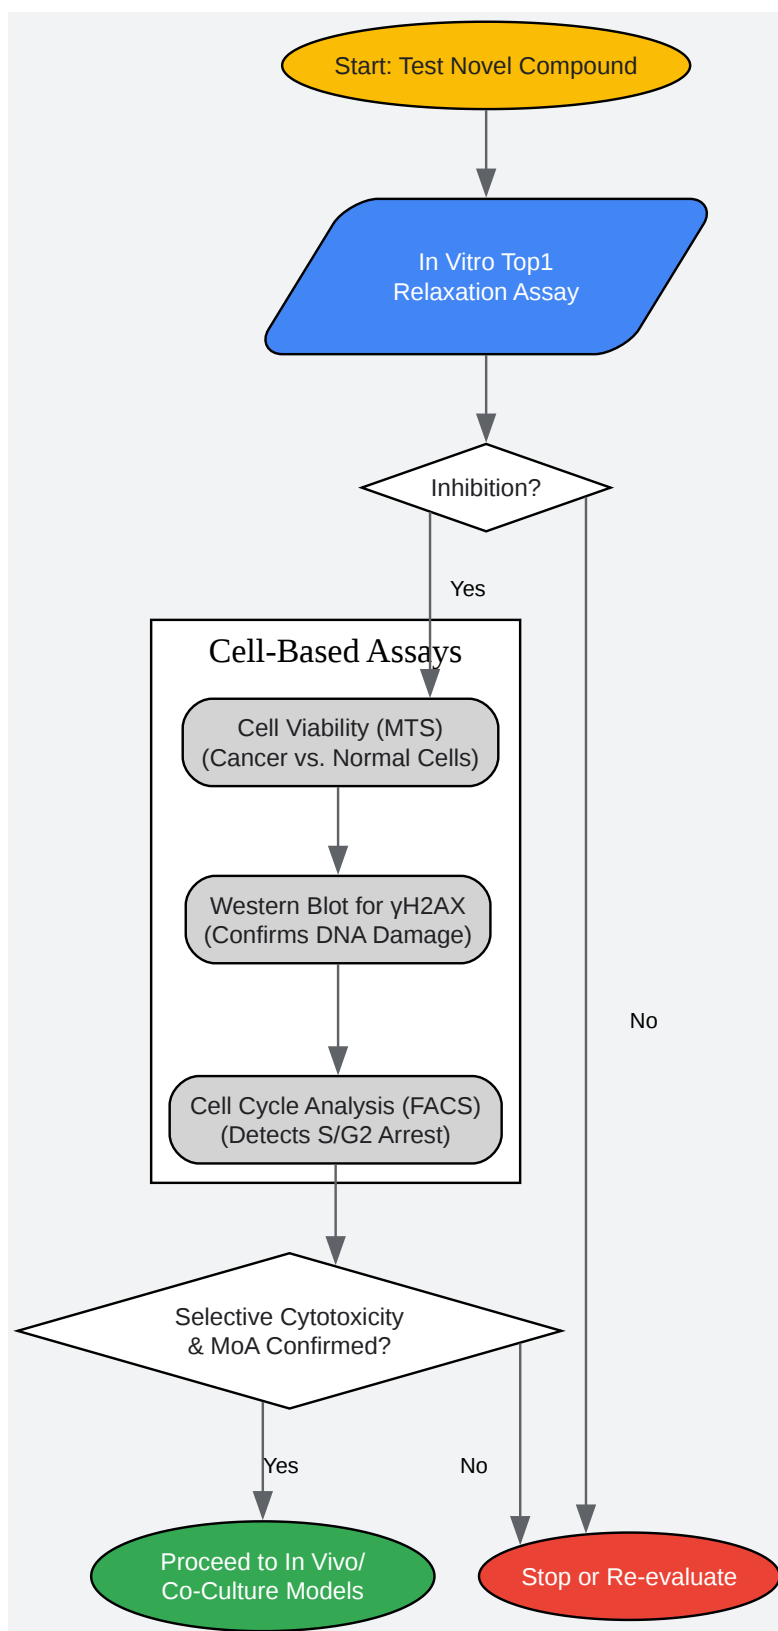 Start: Test Novel Compound
In Vitro Top1
Relaxation Assay
Inhibition?
Yes
Cell-Based Assays
Cell Viability (MTS)
(Cancer vs. Normal Cells)
Western Blot for γH2AX
(Confirms DNA Damage)
No
Cell Cycle Analysis (FACS)
(Detects S/G2 Arrest)
Selective Cytotoxicity
& MoA Confirmed?
Yes
No
Proceed to In Vivo/
Co-Culture Models
Stop or Re-evaluate